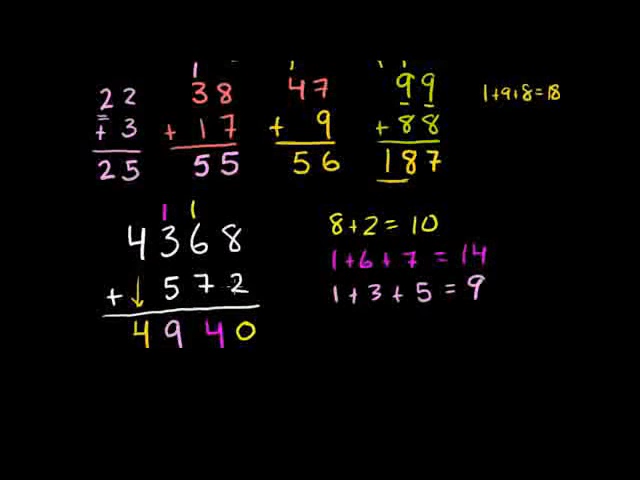 1 1 1 1
22 38 47 99 1+9+8=18
+ 3 + 17 + 9 + 88
25 55 56 187
1 1
4368 8+2=10
1+6+7=14
+ ↓572 1+3+5=9
4940